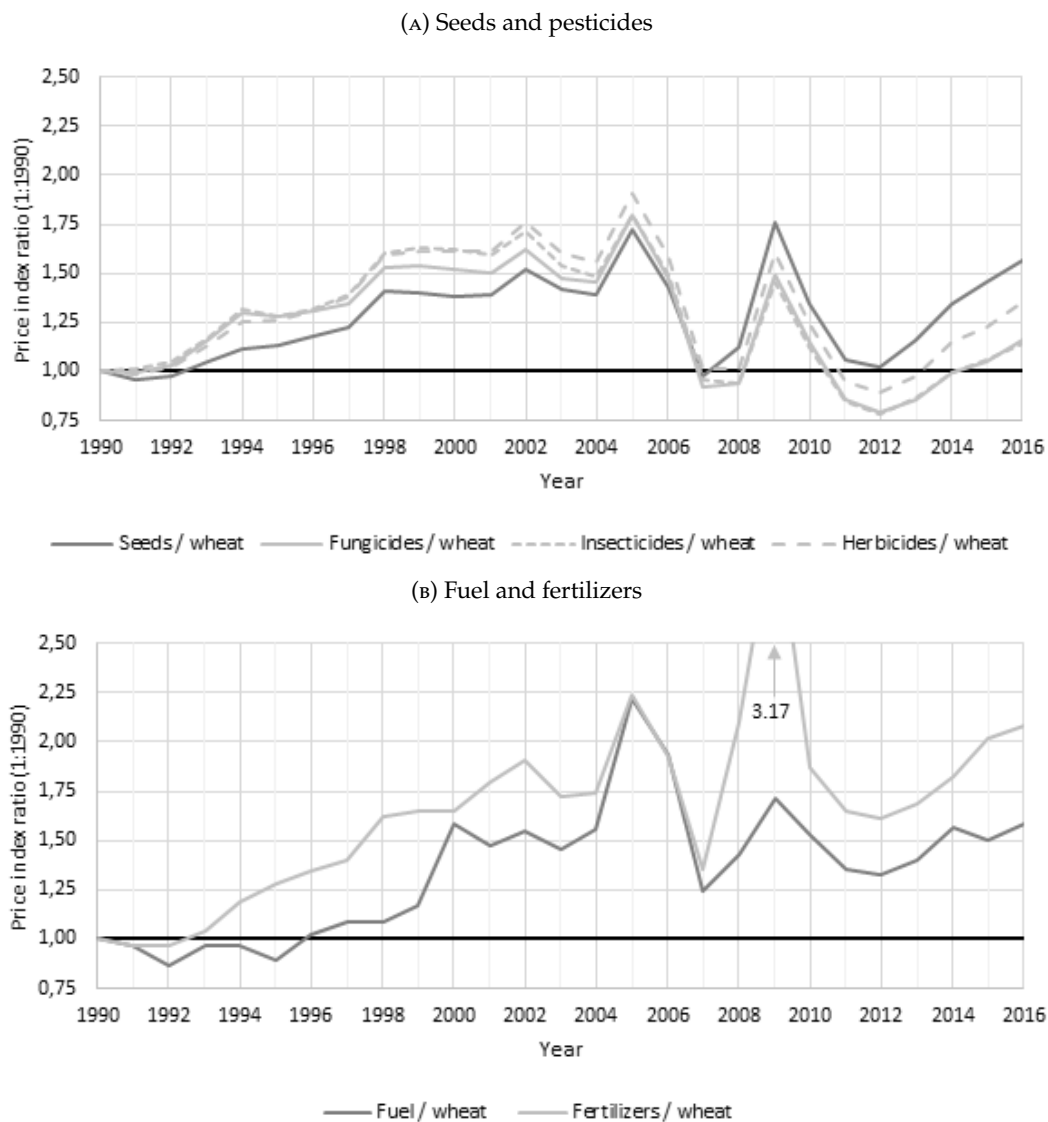 (A) Seeds and pesticides
2,50
2,25
2,00
1,75
1,50
1,25
1,00
0,75
Price index ratio (1:1990)
1990 1992 1994 1996 1998 2000 2002 2004 2006 2008 2010 2012 2014 2016
Year
Seeds / wheat Fungicides / wheat Insecticides / wheat Herbicides / wheat
(B) Fuel and fertilizers
2,50
2,25
2,00
1,75
1,50
1,25
1,00
0,75
Price index ratio (1:1990)
3.17
1990 1992 1994 1996 1998 2000 2002 2004 2006 2008 2010 2012 2014 2016
Year
Fuel / wheat Fertilizers / wheat